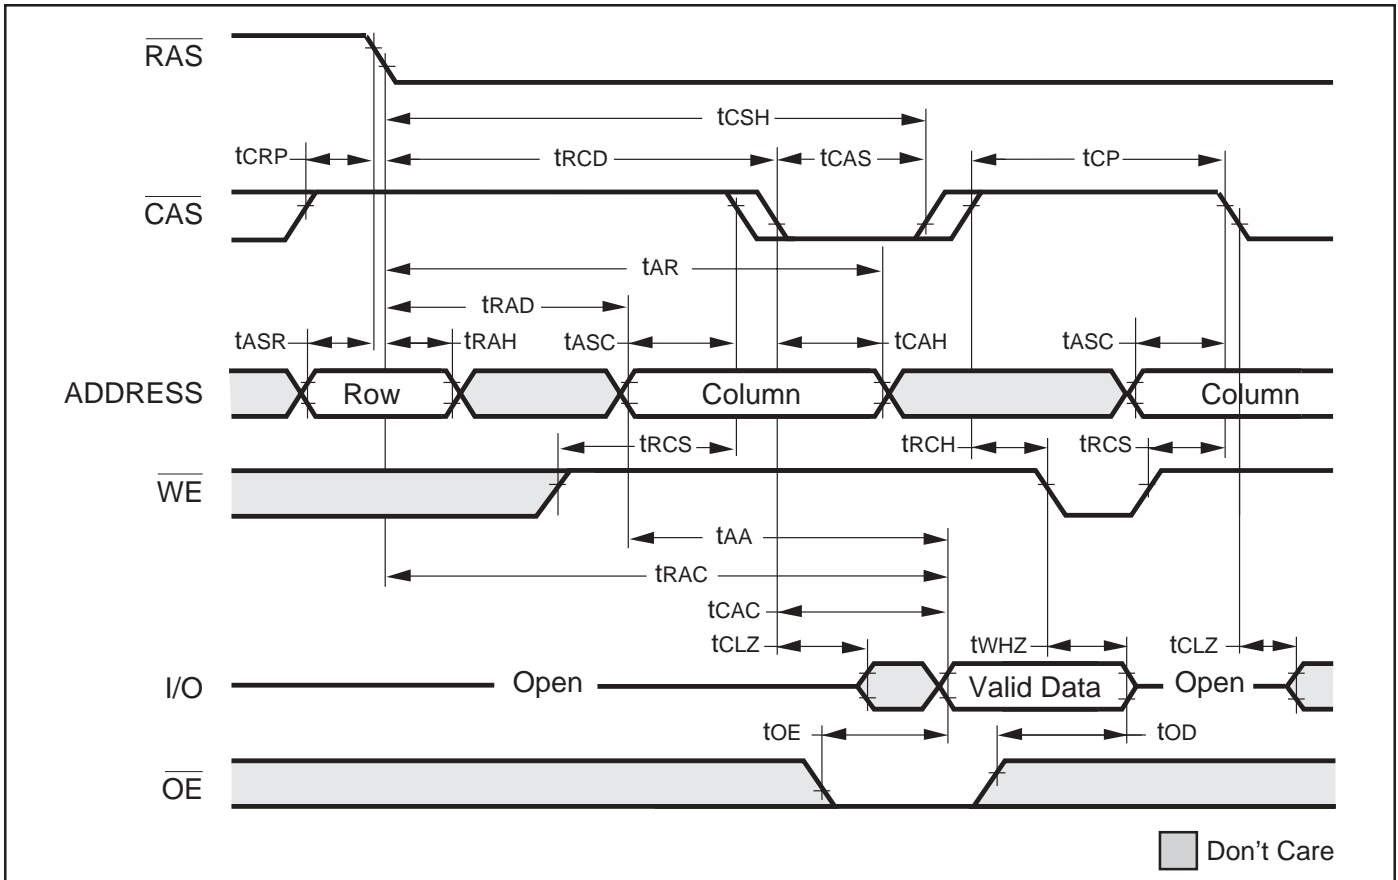 RAS
tCSH
tCRP tRCD tCAS tCP
CAS
tAR
tRAD
tASR tRAH tASC tCAH tASC
ADDRESS Row Column Column
tRCS tRCH tRCS
WE
tAA
tRAC
tCAC
tCLZ tWHZ tCLZ
I/O Open Valid Data Open
tOE tOD
OE
Don't Care